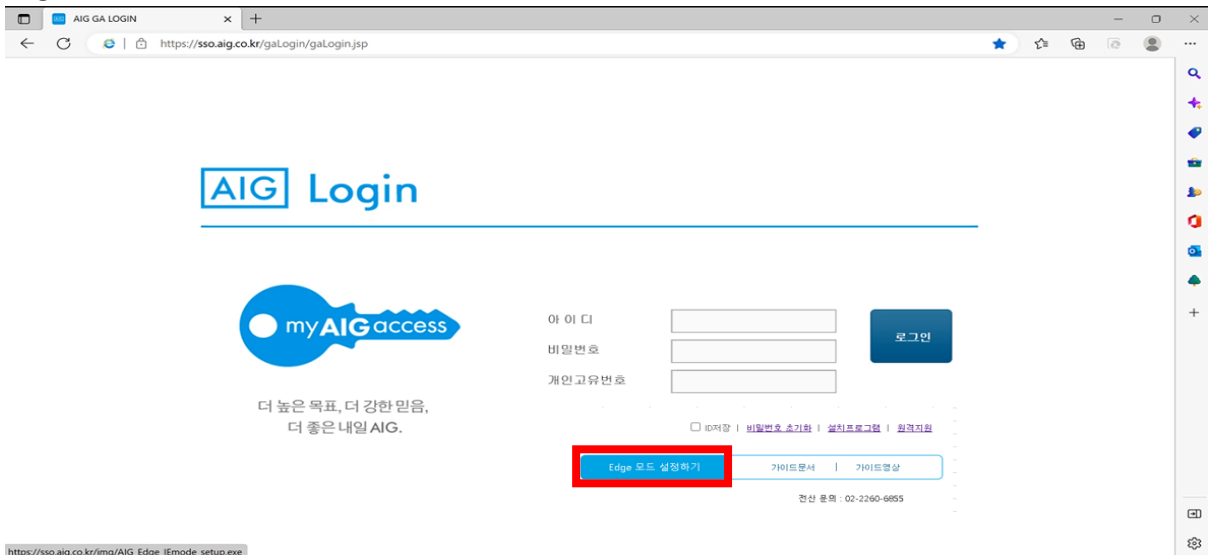 AIG GA LOGIN
https://sso.aig.co.kr/gaLogin/gaLogin.jsp
AIG Login
my AIG access
더 높은 목표, 더 강한 믿음,
더 좋은 내일 AIG.
아 이 디
비밀번호
개인고유번호
로그인
ID저장 | 비밀번호 초기화 | 설치프로그램 | 원격지원
Edge 모드 설정하기
가이드문서 | 가이드영상
전산 문의 : 02-2260-6855
https://sso.aig.co.kr/img/AIG_Edge_IEmode_setup.exe